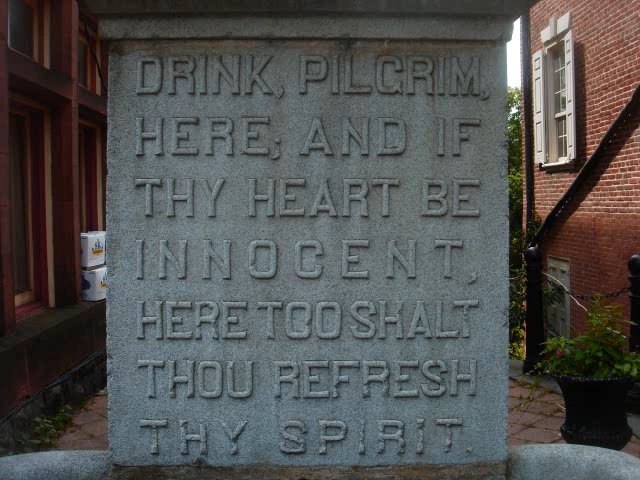 DRINK, PILGRIM,
HERE; AND IF
THY HEART BE
INNOCENT,
HERE TOO SHALT
THOU REFRESH
THY SPIRIT.